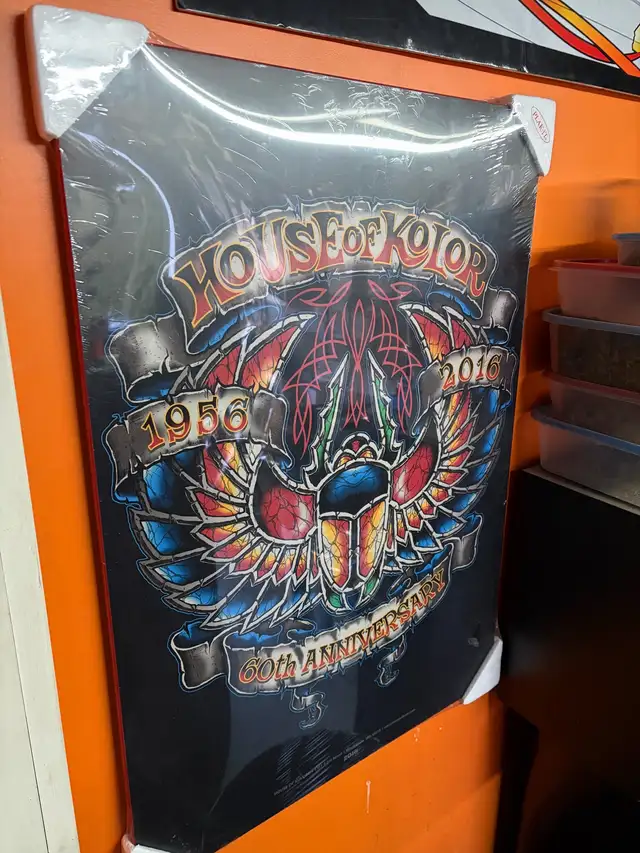 HOUSE OF KOLOR
1956
2016
60th ANNIVERSARY